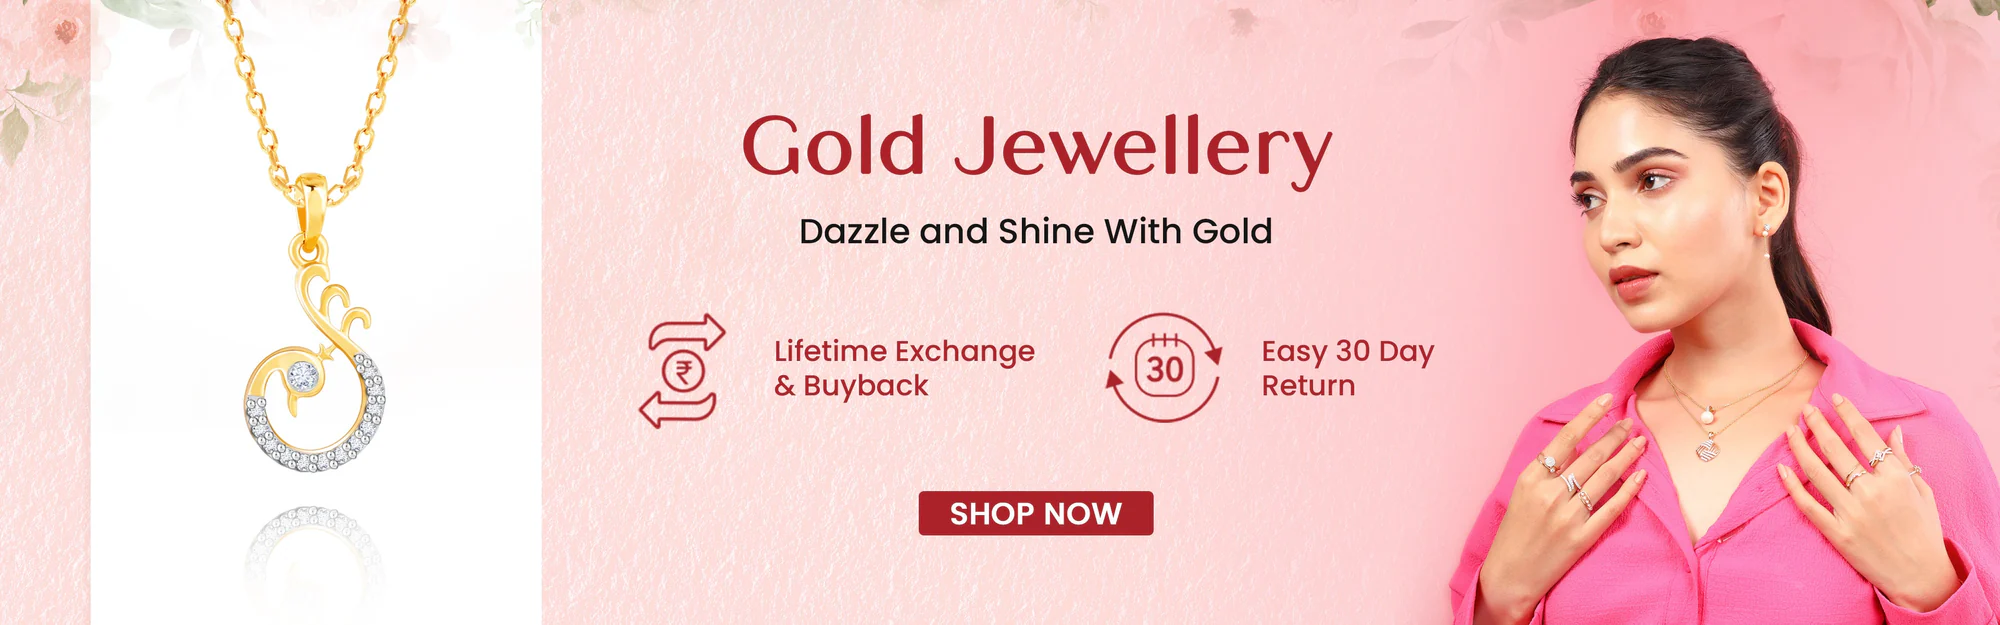 Gold Jewellery
Dazzle and Shine With Gold
₹
Lifetime Exchange
& Buyback
30
Easy 30 Day
Return
SHOP NOW